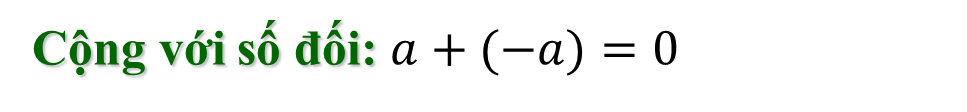 Cộng với số đối: 𝑎 + (−𝑎) = 0